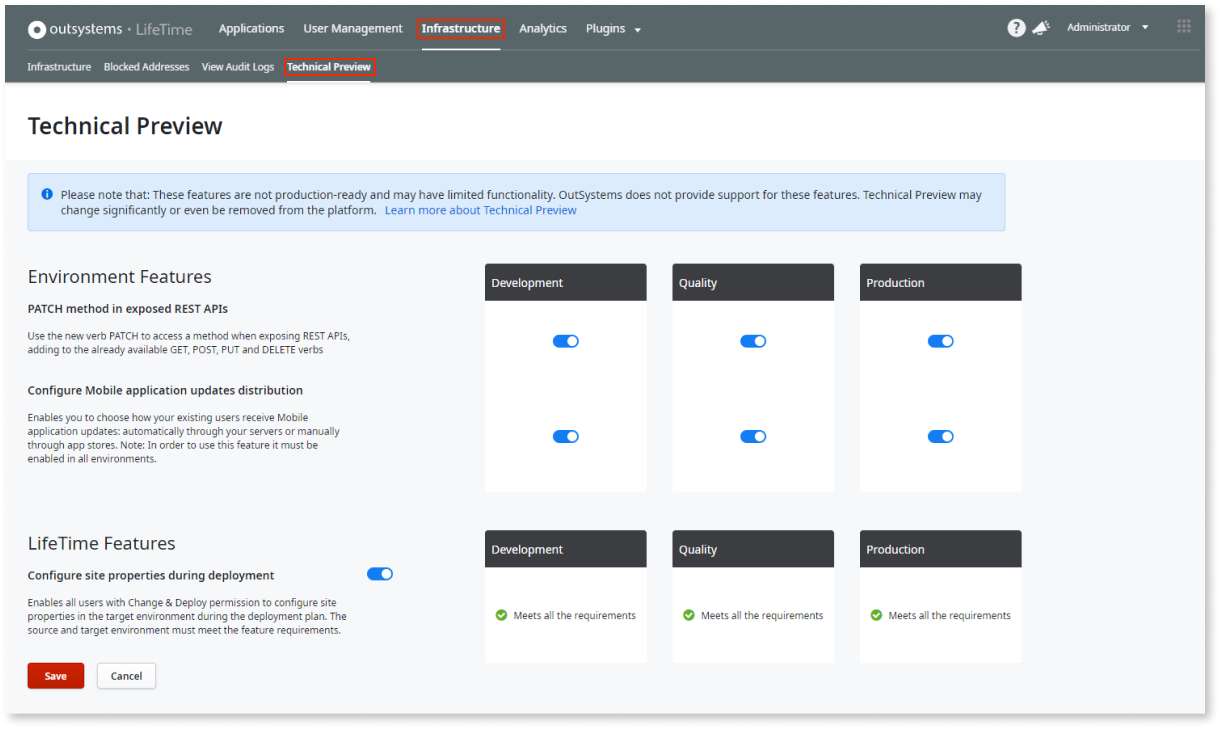 outsystems · LifeTime Applications User Management Infrastructure Analytics Plugins ? Administrator
Infrastructure Blocked Addresses View Audit Logs Technical Preview
Technical Preview
Please note that: These features are not production-ready and may have limited functionality. OutSystems does not provide support for these features. Technical Preview may
change significantly or even be removed from the platform. Learn more about Technical Preview
Environment Features
Development Quality Production
PATCH method in exposed REST APIs
Use the new verb PATCH to access a method when exposing REST APIs,
adding to the already available GET, POST, PUT and DELETE verbs
Configure Mobile application updates distribution
Enables you to choose how your existing users receive Mobile
application updates: automatically through your servers or manually
through app stores. Note: In order to use this feature it must be
enabled in all environments.
LifeTime Features
Development Quality Production
Configure site properties during deployment
Enables all users with Change & Deploy permission to configure site
properties in the target environment during the deployment plan. The
source and target environment must meet the feature requirements.
Meets all the requirements Meets all the requirements Meets all the requirements
Save Cancel